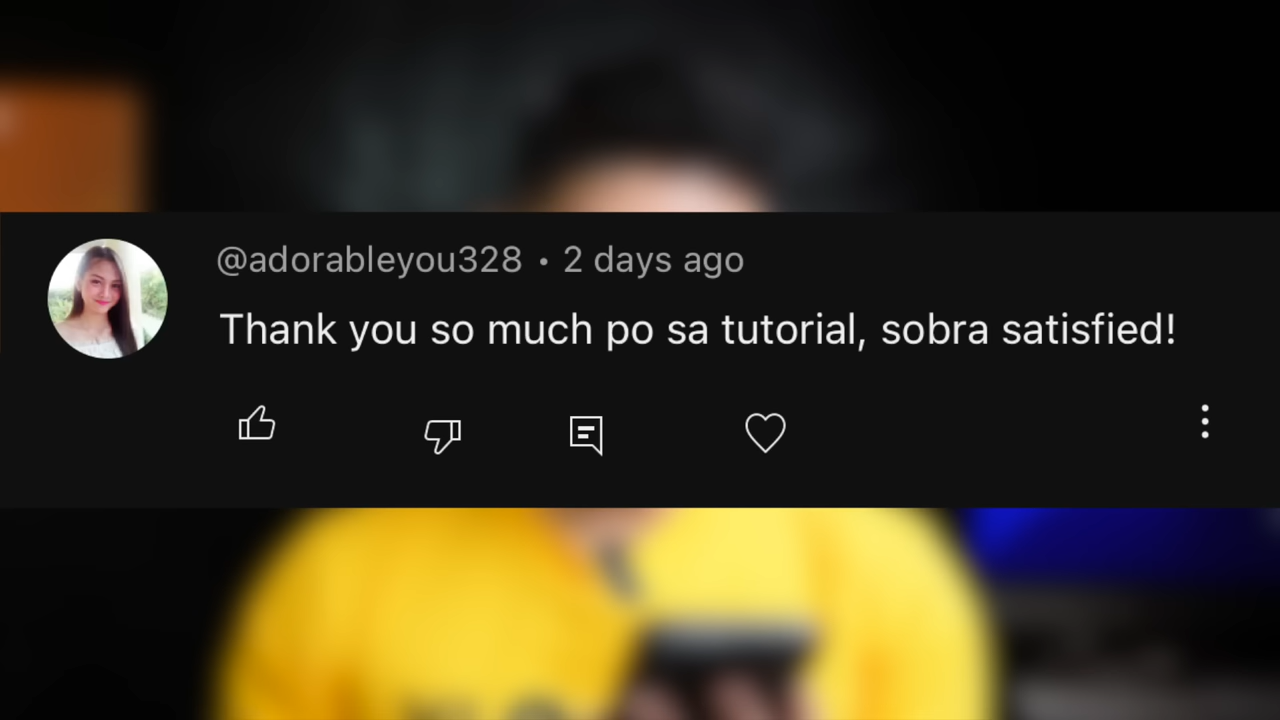 @adorableyou328 • 2 days ago
Thank you so much po sa tutorial, sobra satisfied!